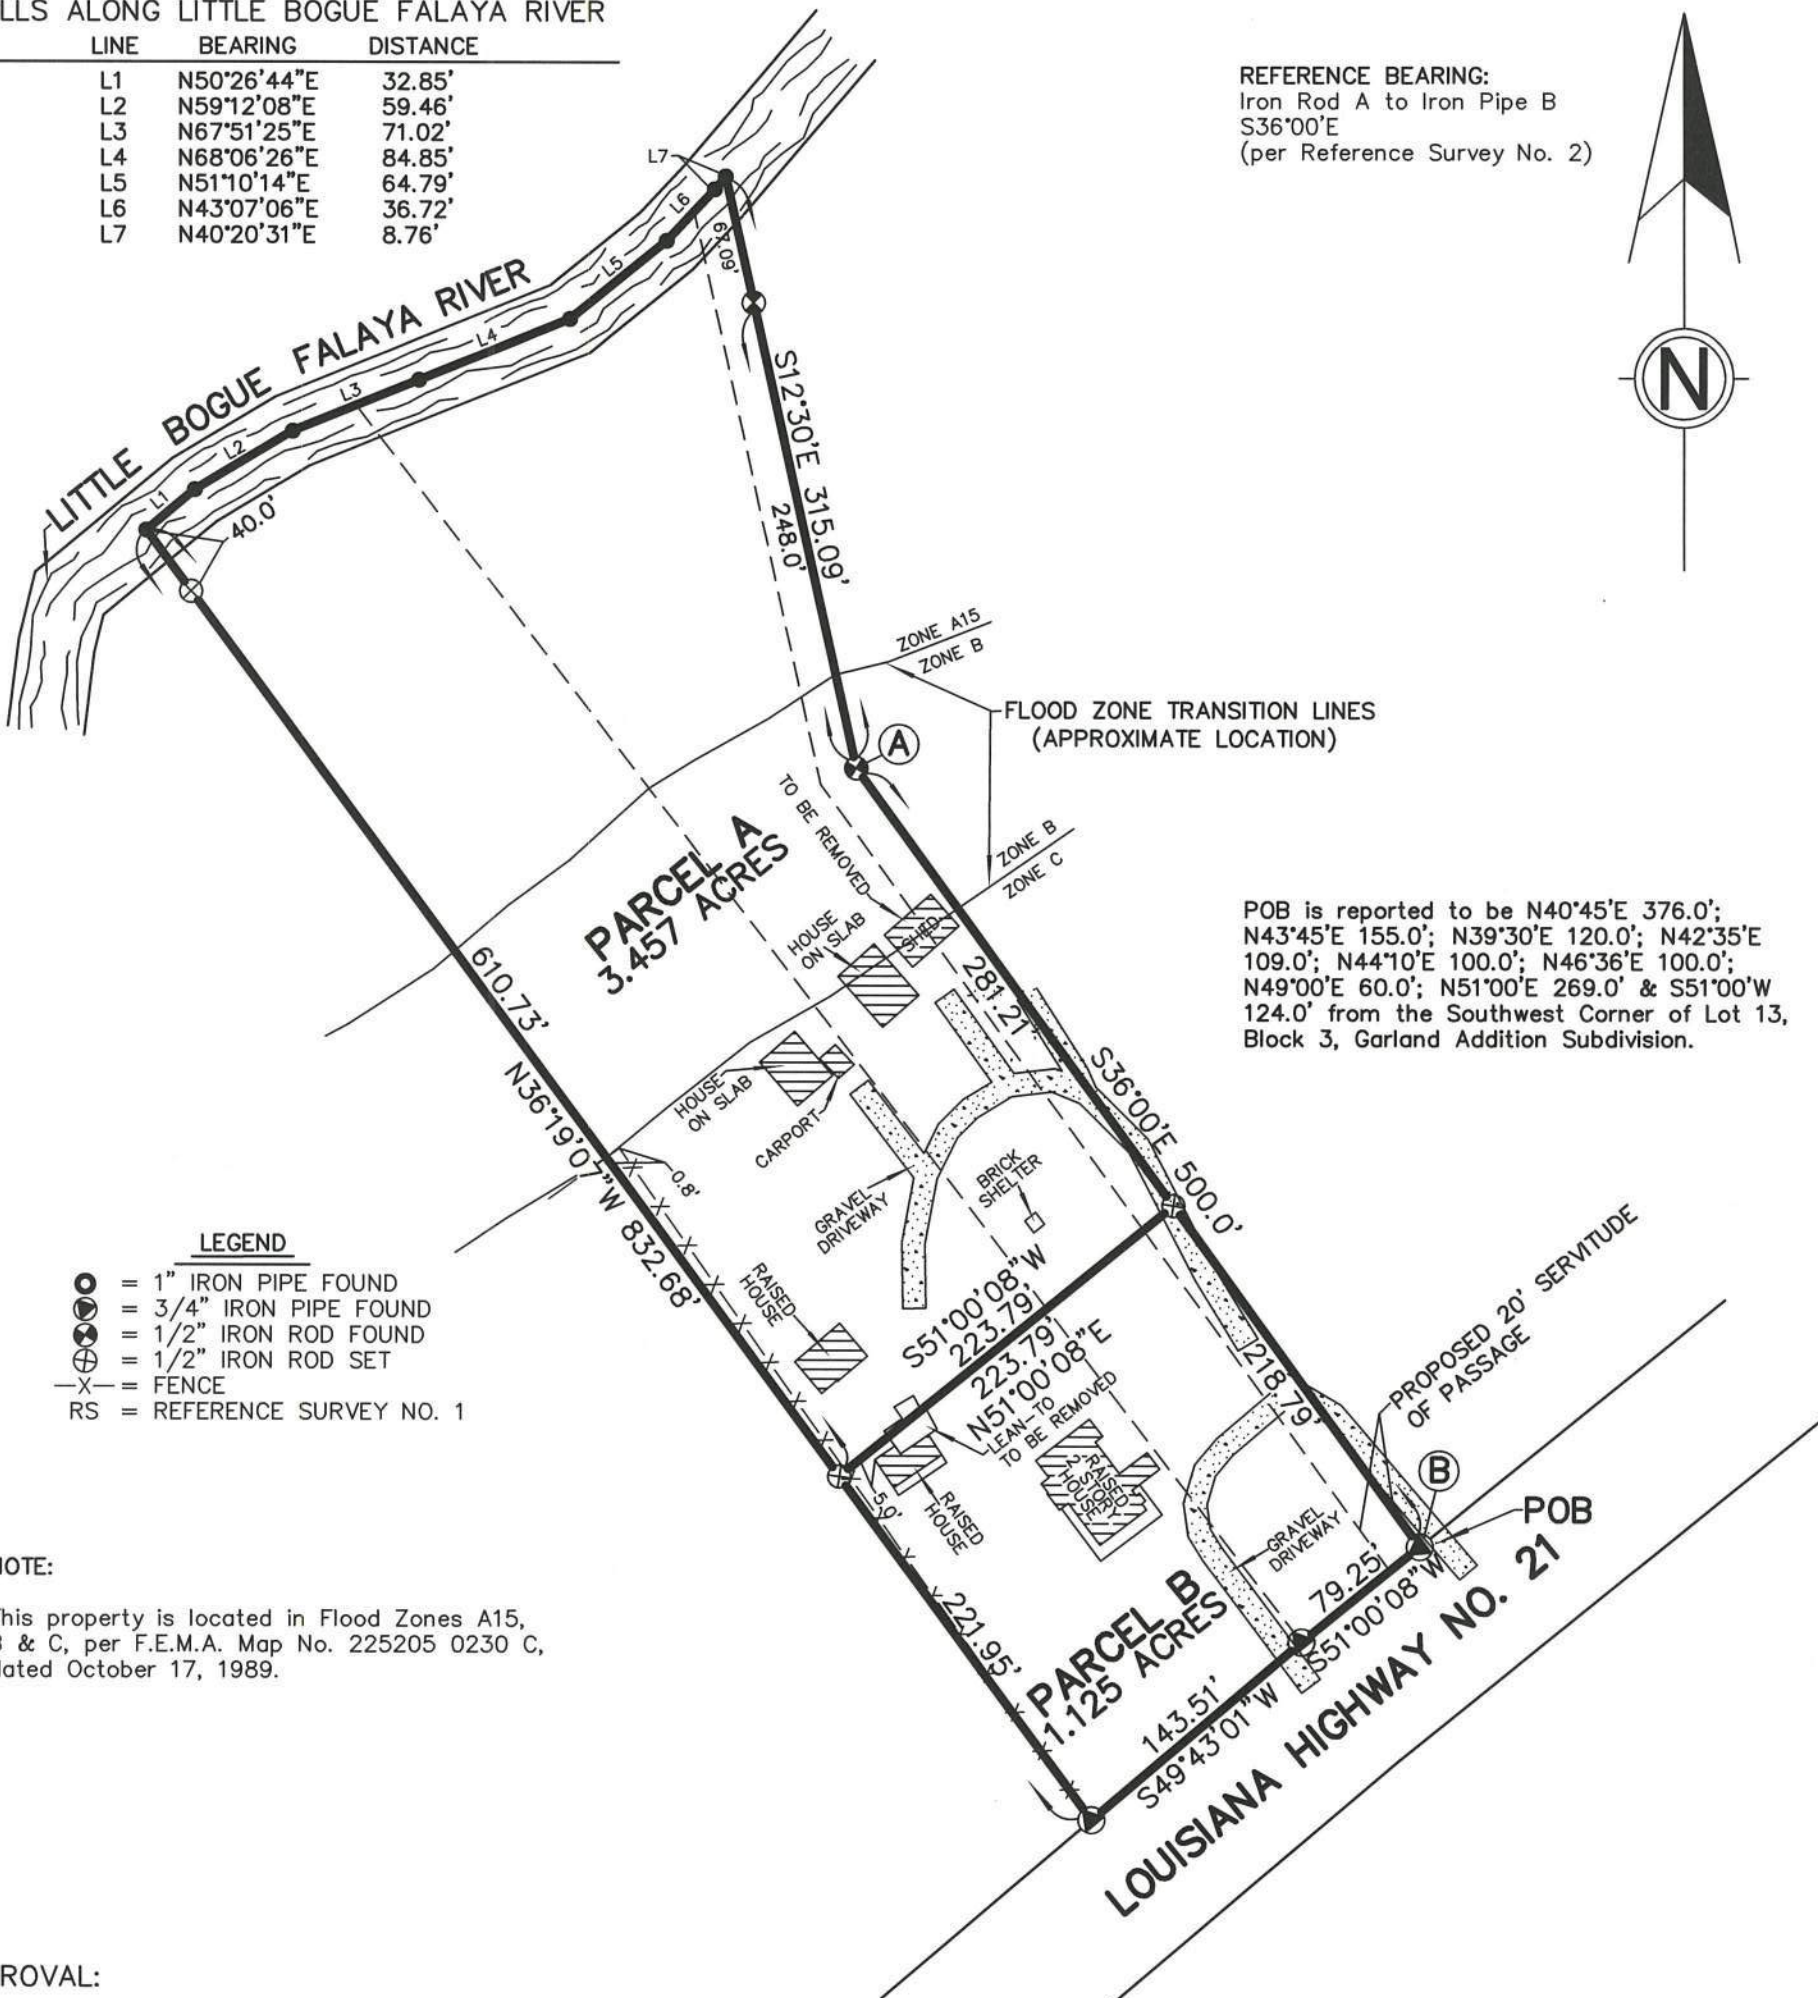 LLS ALONG LITTLE BOGUE FALAYA RIVER
LINE BEARING DISTANCE
L1 N50°26'44"E 32.85'
L2 N59°12'08"E 59.46'
L3 N67°51'25"E 71.02'
L4 N68°06'26"E 84.85'
L5 N51°10'14"E 64.79'
L6 N43°07'06"E 36.72'
L7 N40°20'31"E 8.76'
REFERENCE BEARING:
Iron Rod A to Iron Pipe B
S36°00'E
(per Reference Survey No. 2)
N
LITTLE BOGUE FALAYA RIVER
L1
L2
L3
L4
L5
L6
L7
40.0'
S12°30'E 315.09'
248.0'
ZONE A15
ZONE B
FLOOD ZONE TRANSITION LINES
(APPROXIMATE LOCATION)
A
ZONE B
ZONE C
TO BE REMOVED
SHED
HOUSE
ON SLAB
PARCEL A
3.457 ACRES
610.73'
N36°19'07"W 832.68'
281.21'
S36°00'E 500.0'
POB is reported to be N40°45'E 376.0';
N43°45'E 155.0'; N39°30'E 120.0'; N42°35'E
109.0'; N44°10'E 100.0'; N46°36'E 100.0';
N49°00'E 60.0'; N51°00'E 269.0' & S51°00'W
124.0' from the Southwest Corner of Lot 13,
Block 3, Garland Addition Subdivision.
HOUSE
ON SLAB
CARPORT
0.8'
GRAVEL
DRIVEWAY
BRICK
SHELTER
RAISED
HOUSE
S51°00'08"W
223.79'
223.79'
N51°00'08"E
LEAN-TO
TO BE REMOVED
5.0'
RAISED
HOUSE
RAISED
2 STORY
HOUSE
218.79'
PROPOSED 20' SERVITUDE
OF PASSAGE
B
POB
GRAVEL
DRIVEWAY
79.25'
S51°00'08"W
221.95'
PARCEL B
1.125 ACRES
143.51'
S49°43'01"W
LOUISIANA HIGHWAY NO. 21
LEGEND
= 1" IRON PIPE FOUND
= 3/4" IRON PIPE FOUND
= 1/2" IRON ROD FOUND
= 1/2" IRON ROD SET
—X— = FENCE
RS = REFERENCE SURVEY NO. 1
NOTE:
This property is located in Flood Zones A15,
B & C, per F.E.M.A. Map No. 225205 0230 C,
dated October 17, 1989.
ROVAL: